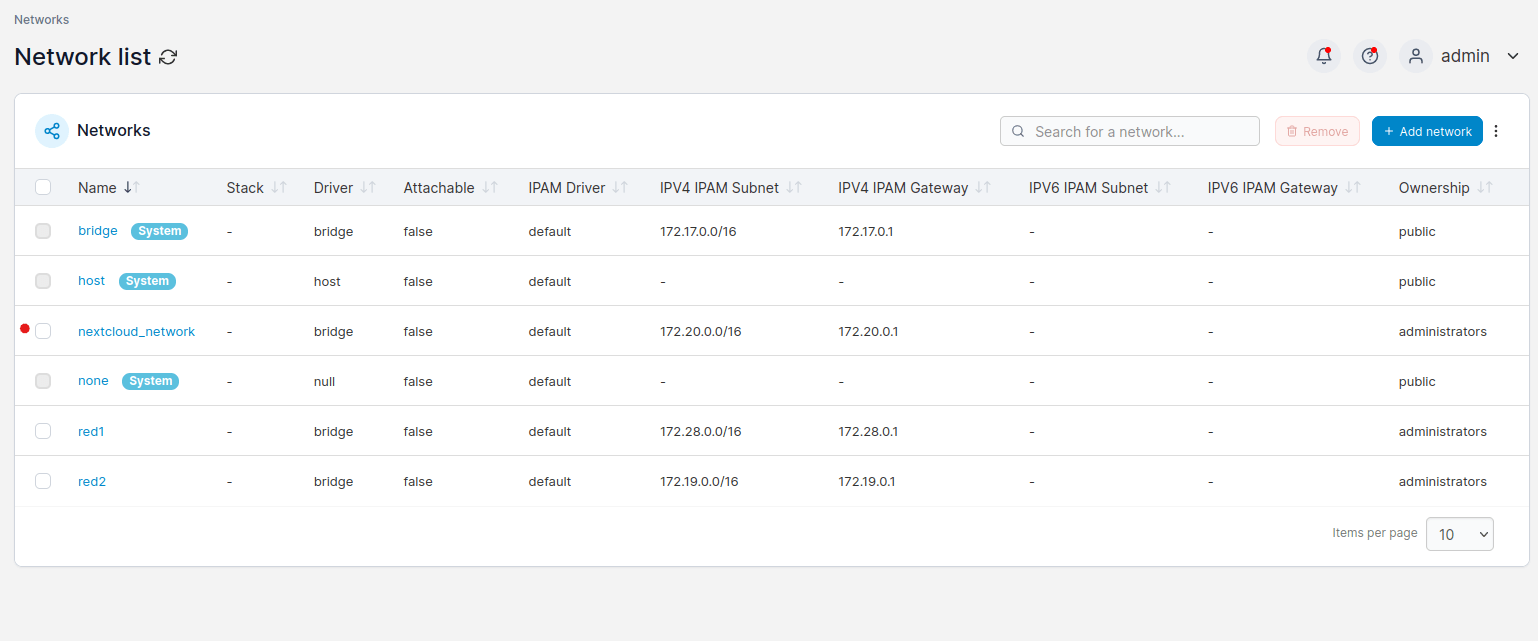 Networks
Network list
admin
Networks
Search for a network...
Remove
+ Add network
Name Stack Driver Attachable IPAM Driver IPV4 IPAM Subnet IPV4 IPAM Gateway IPV6 IPAM Subnet IPV6 IPAM Gateway Ownership
bridge System - bridge false default 172.17.0.0/16 172.17.0.1 - - public
host System - host false default - - - - public
nextcloud_network - bridge false default 172.20.0.0/16 172.20.0.1 - - administrators
none System - null false default - - - - public
red1 - bridge false default 172.28.0.0/16 172.28.0.1 - - administrators
red2 - bridge false default 172.19.0.0/16 172.19.0.1 - - administrators
Items per page 10